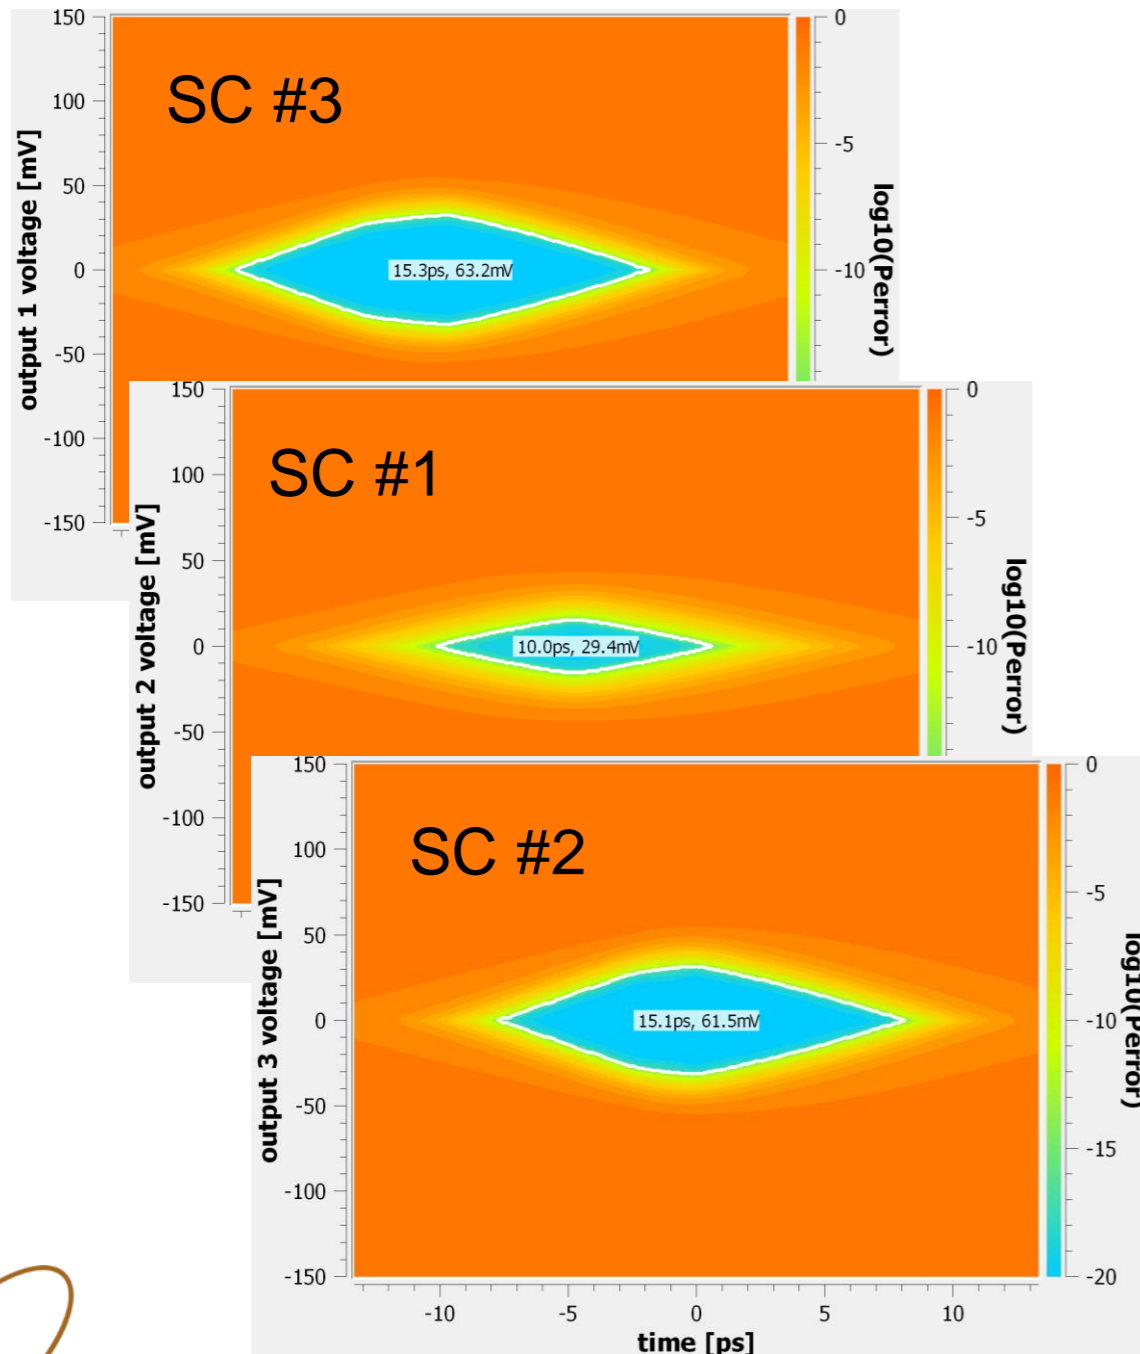 150
100
50
0
-50
-100
-150
output 1 voltage [mV]
SC #3
15.3ps, 63.2mV
0
-5
-10
log10(Perror)
150
100
50
0
-50
-100
-150
output 2 voltage [mV]
SC #1
10.0ps, 29.4mV
0
-5
-10
log10(Perror)
150
100
50
0
-50
-100
-150
output 3 voltage [mV]
SC #2
15.1ps, 61.5mV
0
-5
-10
-15
-20
log10(Perror)
-10
-5
0
5
10
time [ps]